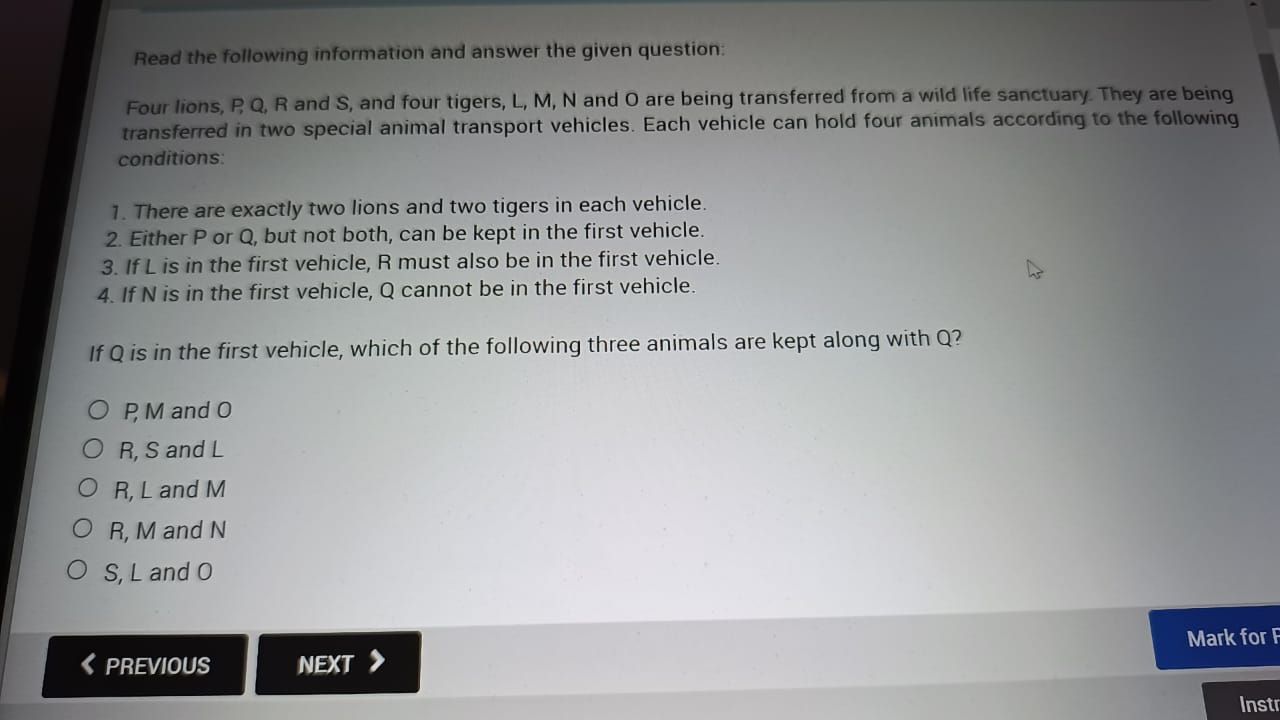 Read the following information and answer the given question:
Four lions, P, Q, R and S, and four tigers, L, M, N and O are being transferred from a wild life sanctuary. They are being
transferred in two special animal transport vehicles. Each vehicle can hold four animals according to the following
conditions:
1. There are exactly two lions and two tigers in each vehicle.
2. Either P or Q, but not both, can be kept in the first vehicle.
3. If L is in the first vehicle, R must also be in the first vehicle.
4. If N is in the first vehicle, Q cannot be in the first vehicle.
If Q is in the first vehicle, which of the following three animals are kept along with Q?
P, M and O
R, S and L
R, L and M
R, M and N
S, L and O
PREVIOUS
NEXT
Mark for